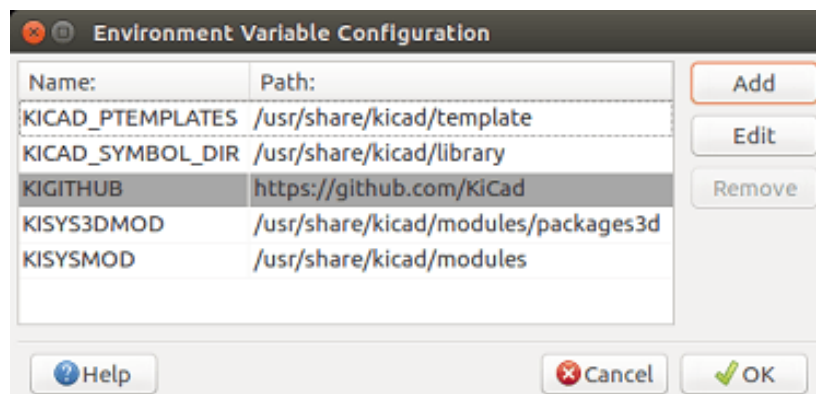 Environment Variable Configuration
Name: Path:
KICAD_PTEMPLATES /usr/share/kicad/template
KICAD_SYMBOL_DIR /usr/share/kicad/library
KIGITHUB https://github.com/KiCad
KISYS3DMOD /usr/share/kicad/modules/packages3d
KISYSMOD /usr/share/kicad/modules
Add
Edit
Remove
Help Cancel OK